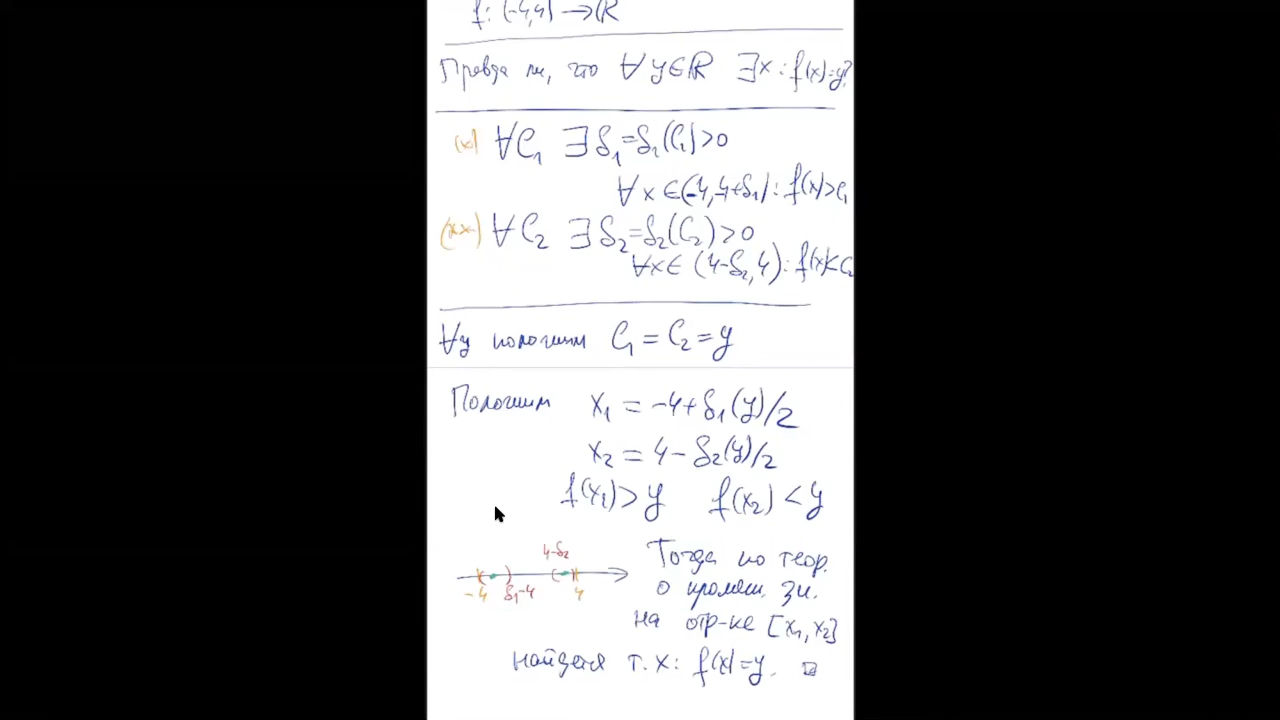 f: (-4,4) → ℝ
Правда ли, что ∀ y∈ℝ ∃x: f(x)=y?
(x) ∀C₁ ∃ δ₁=δ₁(C₁)>0
∀ x ∈(-4,-4+δ₁): f(x)>C₁
(xx) ∀ C₂ ∃ δ₂=δ₂(C₂)>0
∀x∈ (4-δ₂,4): f(x)<C₂
∀y положим C₁ = C₂ = y
Положим x₁ = -4+δ₁(y)/2
x₂ = 4-δ₂(y)/2
f(x₁)>y f(x₂)<y
4-δ₂
-4 δ₁-4 4
Тогда по теор.
о промеж. зн.
на отр-ке [x₁,x₂]
найдется т. x: f(x)=y.